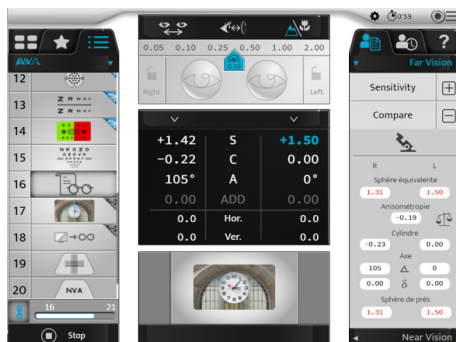 0'59
AVVA
12
13
Z R H K V
14
15
N R C Z O
O Z D V R
16
17
18
→∞
19
20 NVA
16 21
Stop
0.05 0.10 0.25 0.50 1.00 2.00
0.10
Right Left
+1.42 S +1.50
-0.22 C 0.00
105° A 0°
0.00 ADD 0.00
0.0 Hor. 0.0
0.0 Ver. 0.0
?
Far Vision
Sensitivity +
Compare −
R L
Sphère équivalente
1.31 1.50
Anisométropie
-0.19
Cylindre
-0.23 0.00
Axe
105 0
0.00 δ 0.00
Sphère de près
1.31 1.50
Near Vision